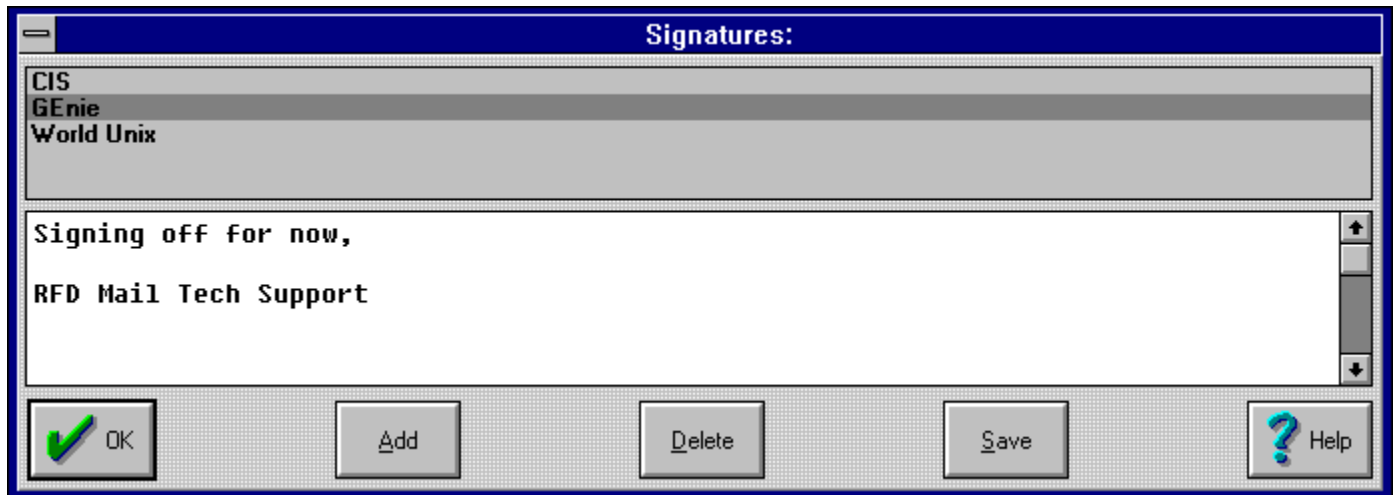 Signatures:
CIS
GEnie
World Unix
Signing off for now,
RFD Mail Tech Support
OK
Add
Delete
Save
Help